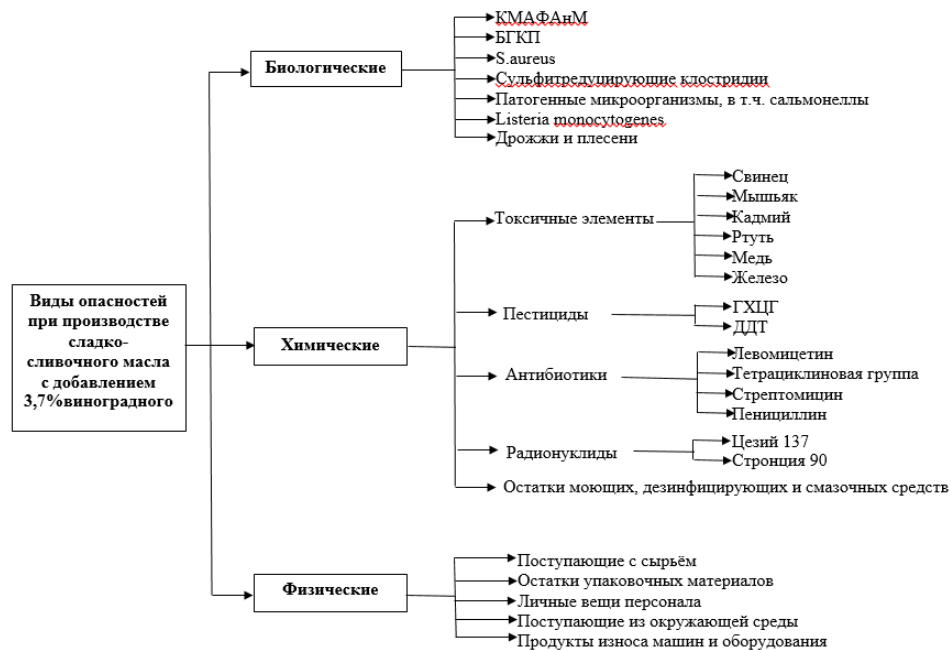 Виды опасностей
при производстве
сладко-
сливочного масла
с добавлением
3,7%виноградного
Биологические
КМАФАнМ
БГКП
S.aureus
Сульфитредуцирующие клостридии
Патогенные микроорганизмы, в т.ч. сальмонеллы
Listeria monocytogenes
Дрожжи и плесени
Химические
Токсичные элементы
Свинец
Мышьяк
Кадмий
Ртуть
Медь
Железо
Пестициды
ГХЦГ
ДДТ
Антибиотики
Левомицетин
Тетрациклиновая группа
Стрептомицин
Пенициллин
Радионуклиды
Цезий 137
Стронция 90
Остатки моющих, дезинфицирующих и смазочных средств
Физические
Поступающие с сырьём
Остатки упаковочных материалов
Личные вещи персонала
Поступающие из окружающей среды
Продукты износа машин и оборудования